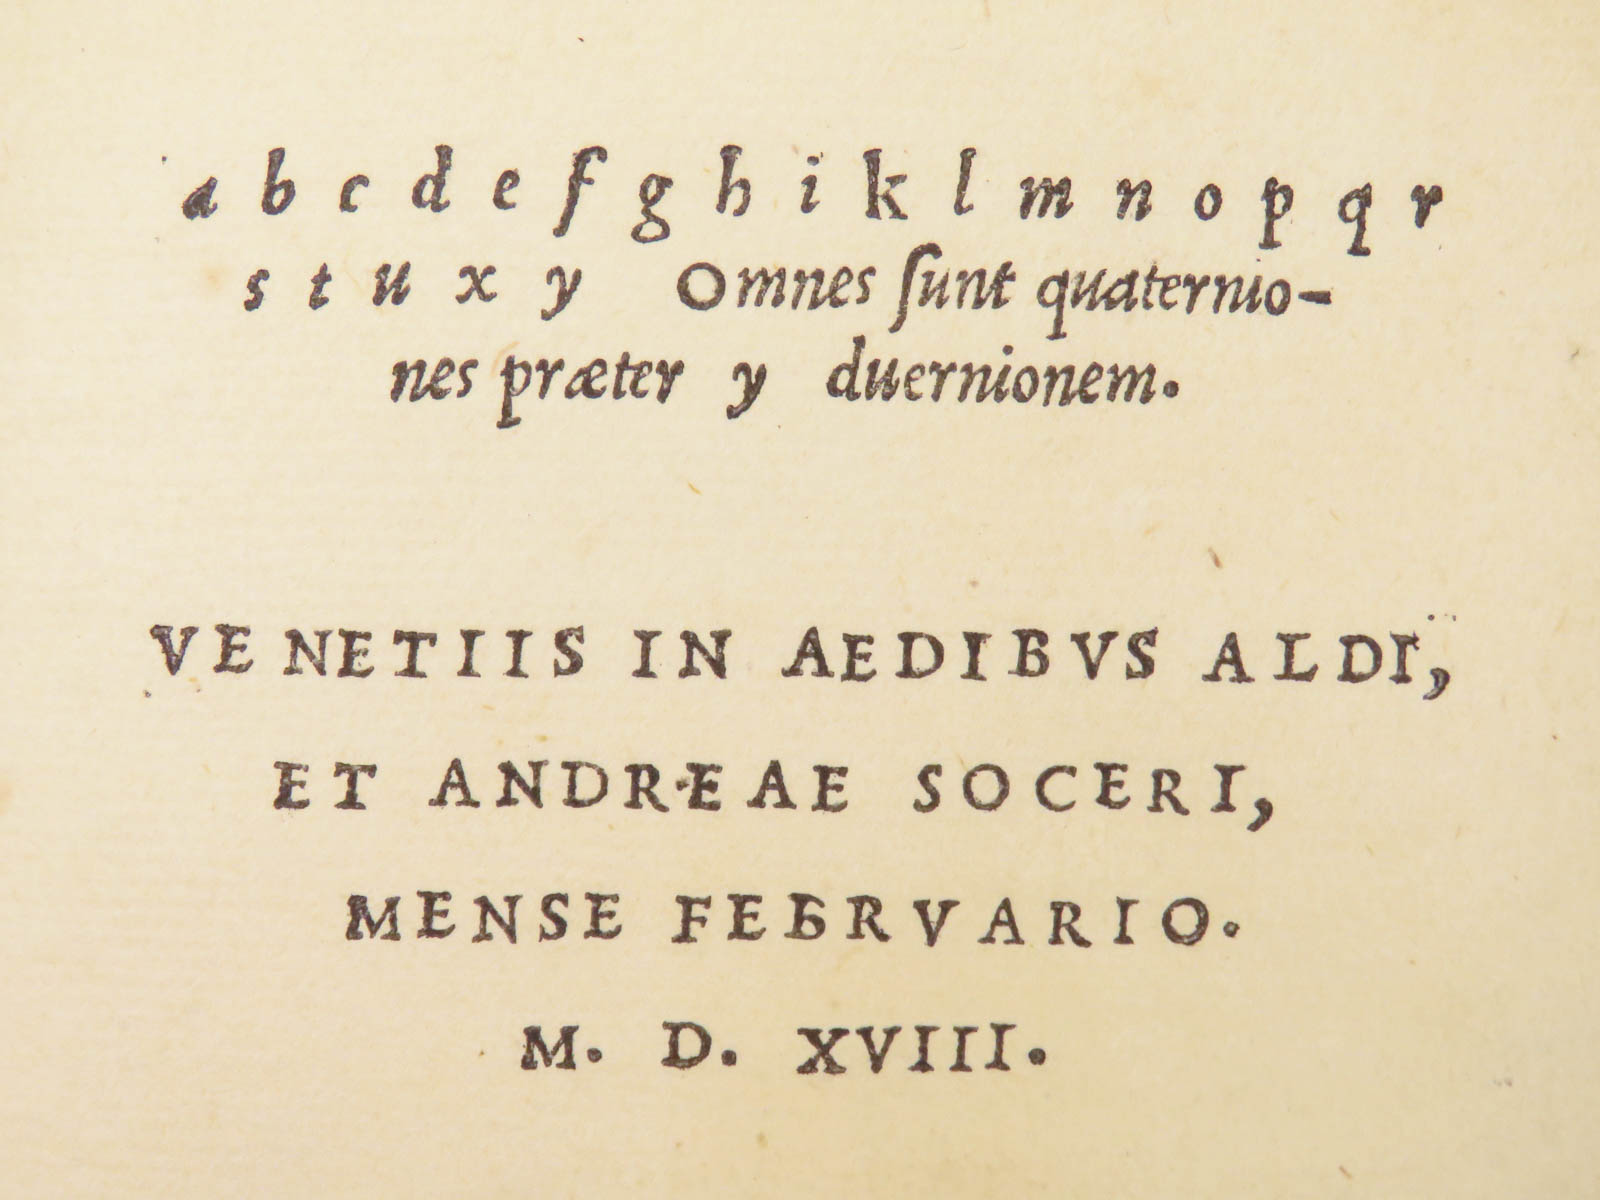 a b c d e f g h i k l m n o p q r
s t u x y Omnes ſunt quaternio-
nes præter y duernionem.
VENETIIS IN AEDIBVS ALDI,
ET ANDREAE SOCERI,
MENSE FEBRVARIO.
M. D. XVIII.